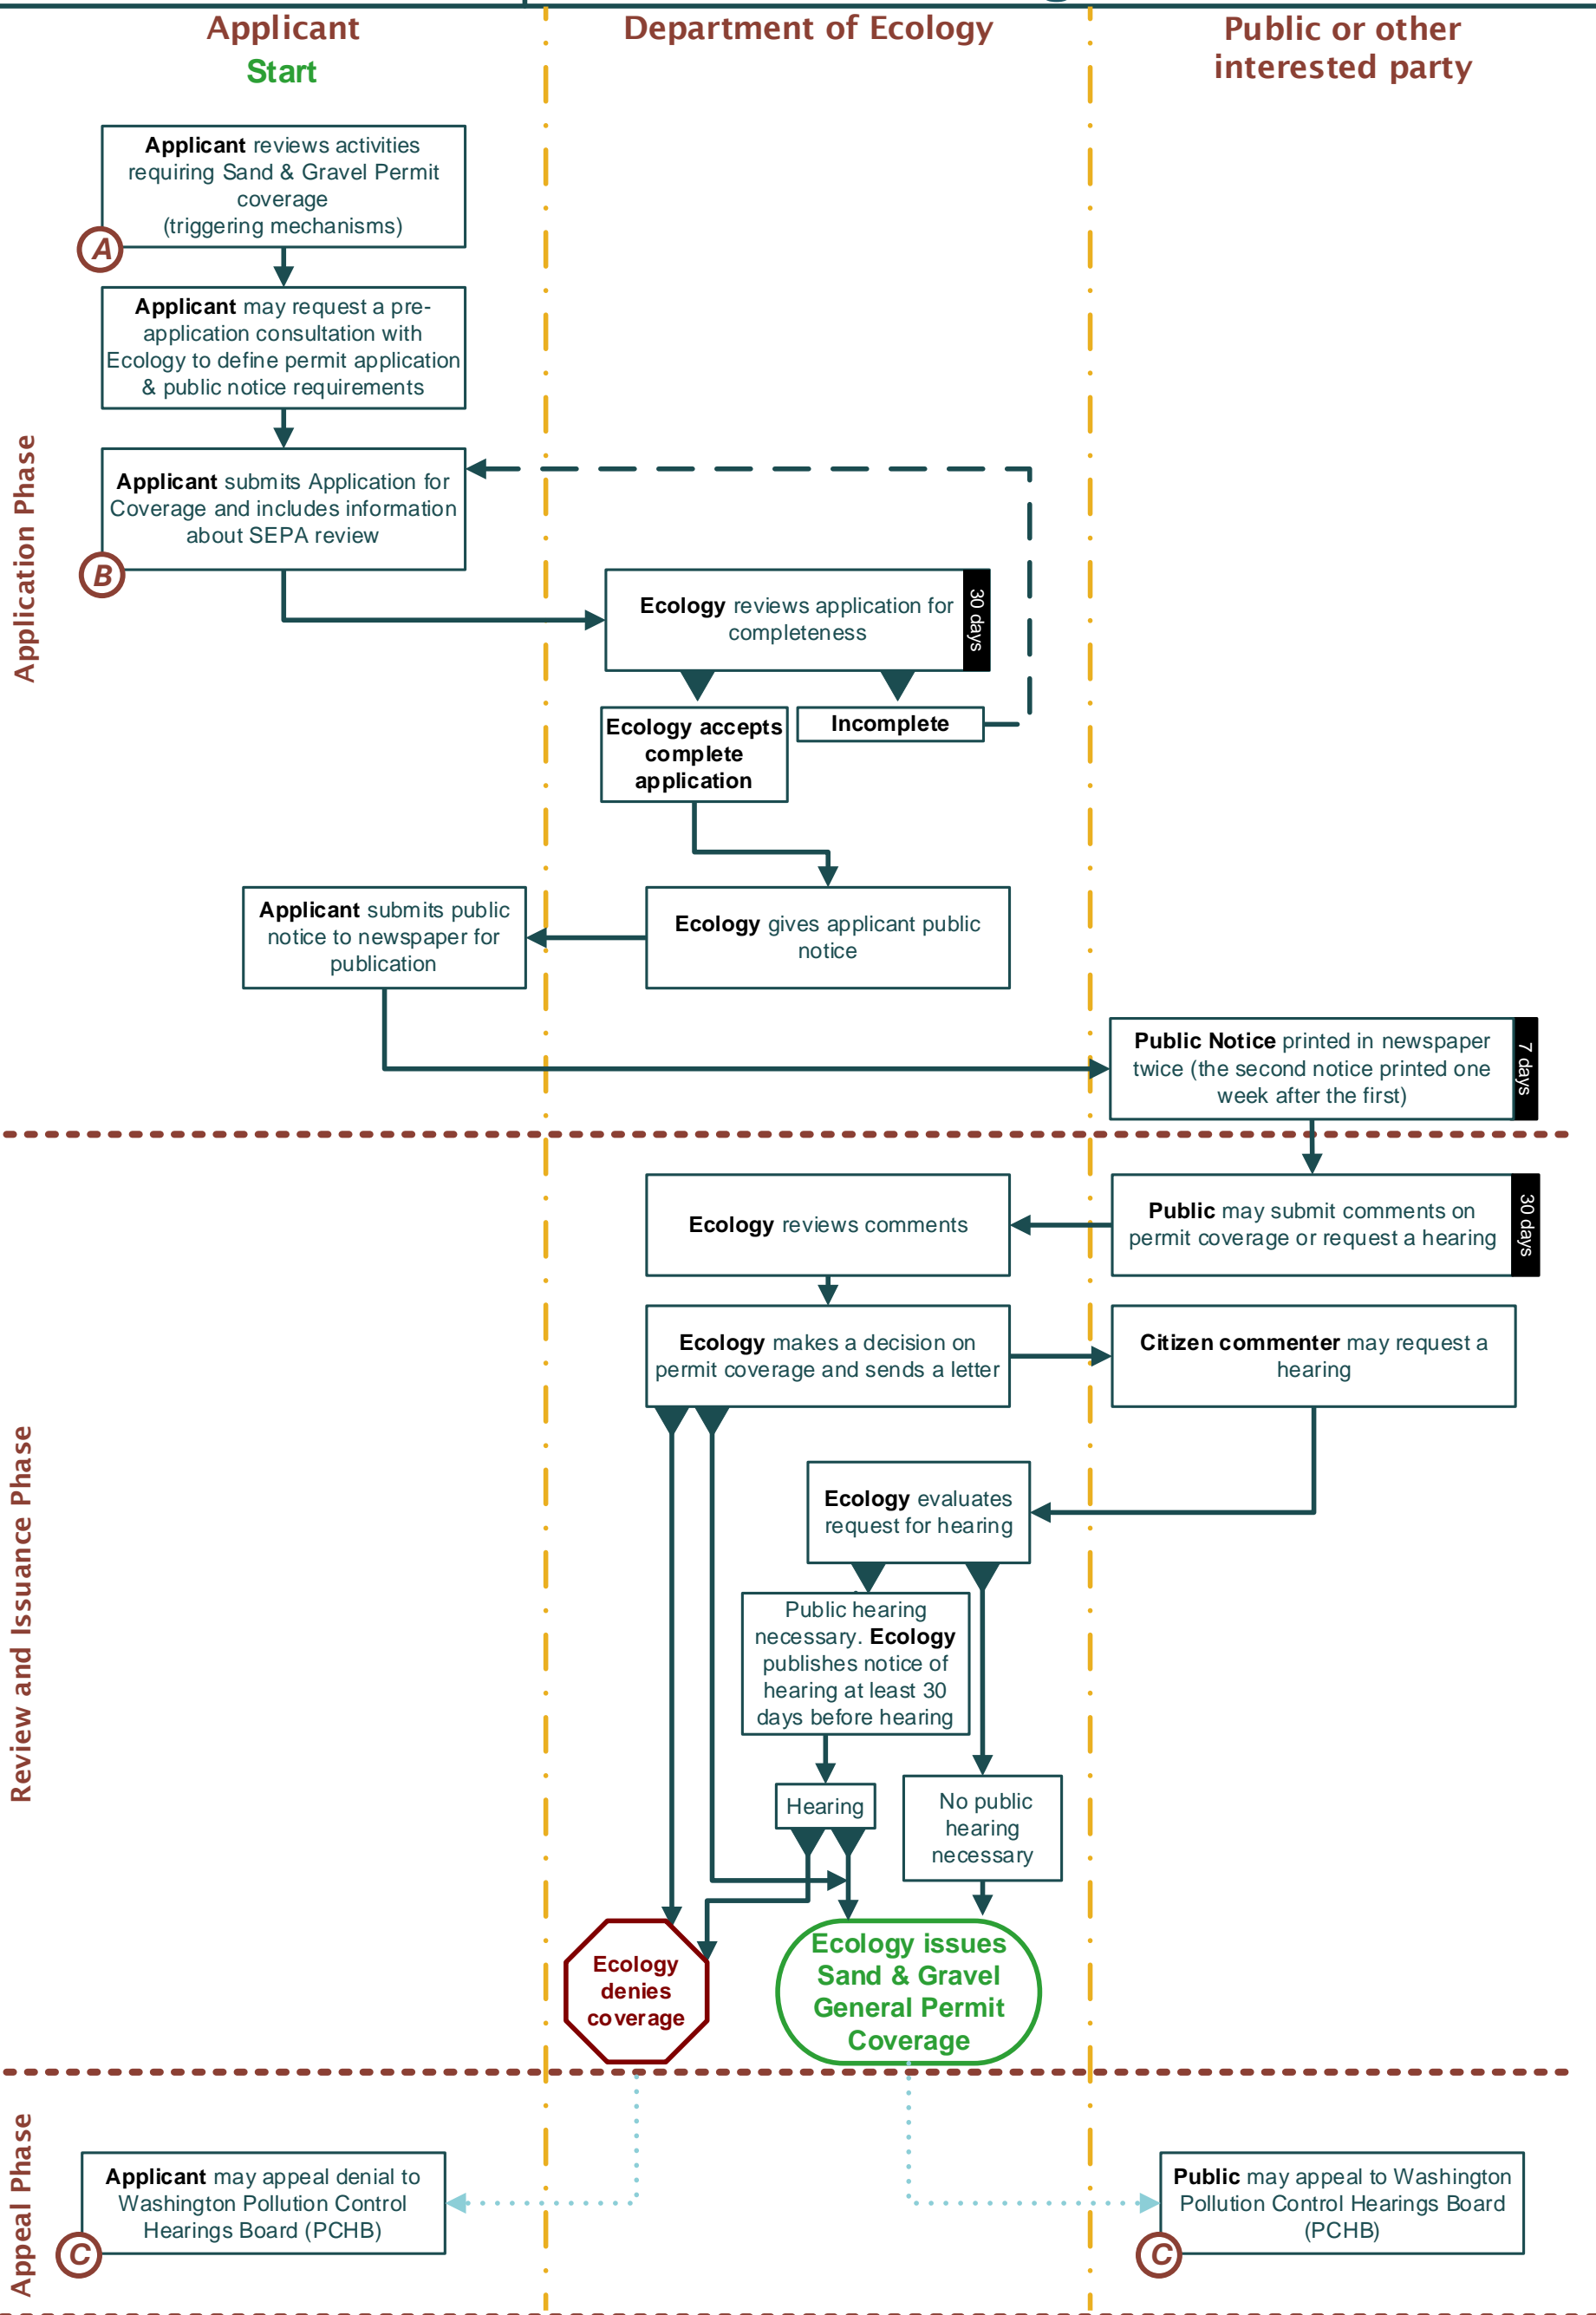 Applicant
Start
Department of Ecology
Public or other
interested party
Application Phase
Applicant reviews activities
requiring Sand & Gravel Permit
coverage
(triggering mechanisms)
A
Applicant may request a pre-
application consultation with
Ecology to define permit application
& public notice requirements
Applicant submits Application for
Coverage and includes information
about SEPA review
B
Ecology reviews application for
completeness
30 days
Ecology accepts
complete
application
Incomplete
Ecology gives applicant public
notice
Applicant submits public
notice to newspaper for
publication
Public Notice printed in newspaper
twice (the second notice printed one
week after the first)
7 days
Review and Issuance Phase
Public may submit comments on
permit coverage or request a hearing
30 days
Ecology reviews comments
Ecology makes a decision on
permit coverage and sends a letter
Citizen commenter may request a
hearing
Ecology evaluates
request for hearing
Public hearing
necessary. Ecology
publishes notice of
hearing at least 30
days before hearing
Hearing
No public
hearing
necessary
Ecology
denies
coverage
Ecology issues
Sand & Gravel
General Permit
Coverage
Appeal Phase
Applicant may appeal denial to
Washington Pollution Control
Hearings Board (PCHB)
C
Public may appeal to Washington
Pollution Control Hearings Board
(PCHB)
C